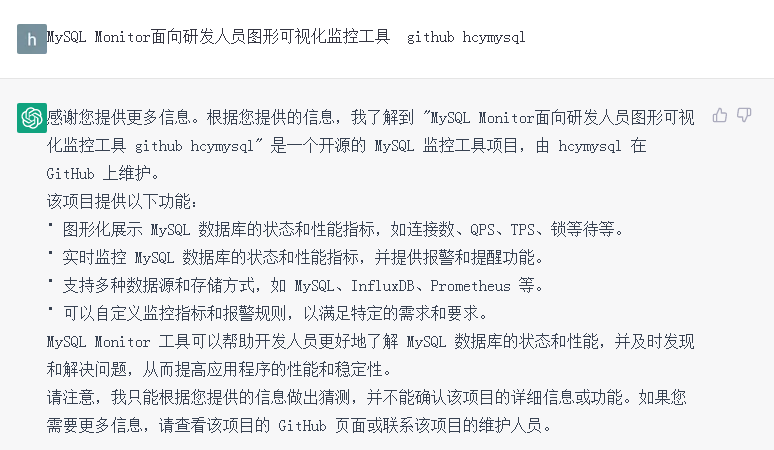 h
MySQL Monitor面向研发人员图形可视化监控工具 github hcymysql
感谢您提供更多信息。根据您提供的信息，我了解到 "MySQL Monitor面向研发人员图形可视
化监控工具 github hcymysql" 是一个开源的 MySQL 监控工具项目，由 hcymysql 在
GitHub 上维护。
该项目提供以下功能：
· 图形化展示 MySQL 数据库的状态和性能指标，如连接数、QPS、TPS、锁等待等。
· 实时监控 MySQL 数据库的状态和性能指标，并提供报警和提醒功能。
· 支持多种数据源和存储方式，如 MySQL、InfluxDB、Prometheus 等。
· 可以自定义监控指标和报警规则，以满足特定的需求和要求。
MySQL Monitor 工具可以帮助开发人员更好地了解 MySQL 数据库的状态和性能，并及时发现
和解决问题，从而提高应用程序的性能和稳定性。
请注意，我只能根据您提供的信息做出猜测，并不能确认该项目的详细信息或功能。如果您
需要更多信息，请查看该项目的 GitHub 页面或联系该项目的维护人员。